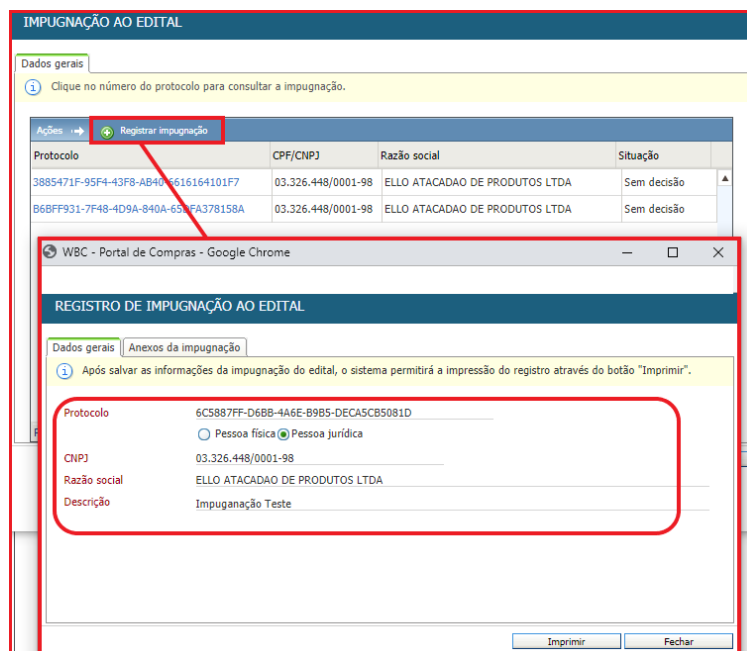 IMPUGNAÇÃO AO EDITAL
Dados gerais
Clique no número do protocolo para consultar a impugnação.
Ações Registrar impugnação
Protocolo CPF/CNPJ Razão social Situação
3885471F-95F4-43F8-AB40-6616164101F7 03.326.448/0001-98 ELLO ATACADAO DE PRODUTOS LTDA Sem decisão
B6BFF931-7F48-4D9A-840A-65DFA378158A 03.326.448/0001-98 ELLO ATACADAO DE PRODUTOS LTDA Sem decisão
WBC - Portal de Compras - Google Chrome
REGISTRO DE IMPUGNAÇÃO AO EDITAL
Dados gerais Anexos da impugnação
Após salvar as informações da impugnação do edital, o sistema permitirá a impressão do registro através do botão "Imprimir".
Protocolo 6C5887FF-D6BB-4A6E-B9B5-DECA5CB5081D
Pessoa física Pessoa jurídica
CNPJ 03.326.448/0001-98
Razão social ELLO ATACADAO DE PRODUTOS LTDA
Descrição Impuganação Teste
Imprimir Fechar